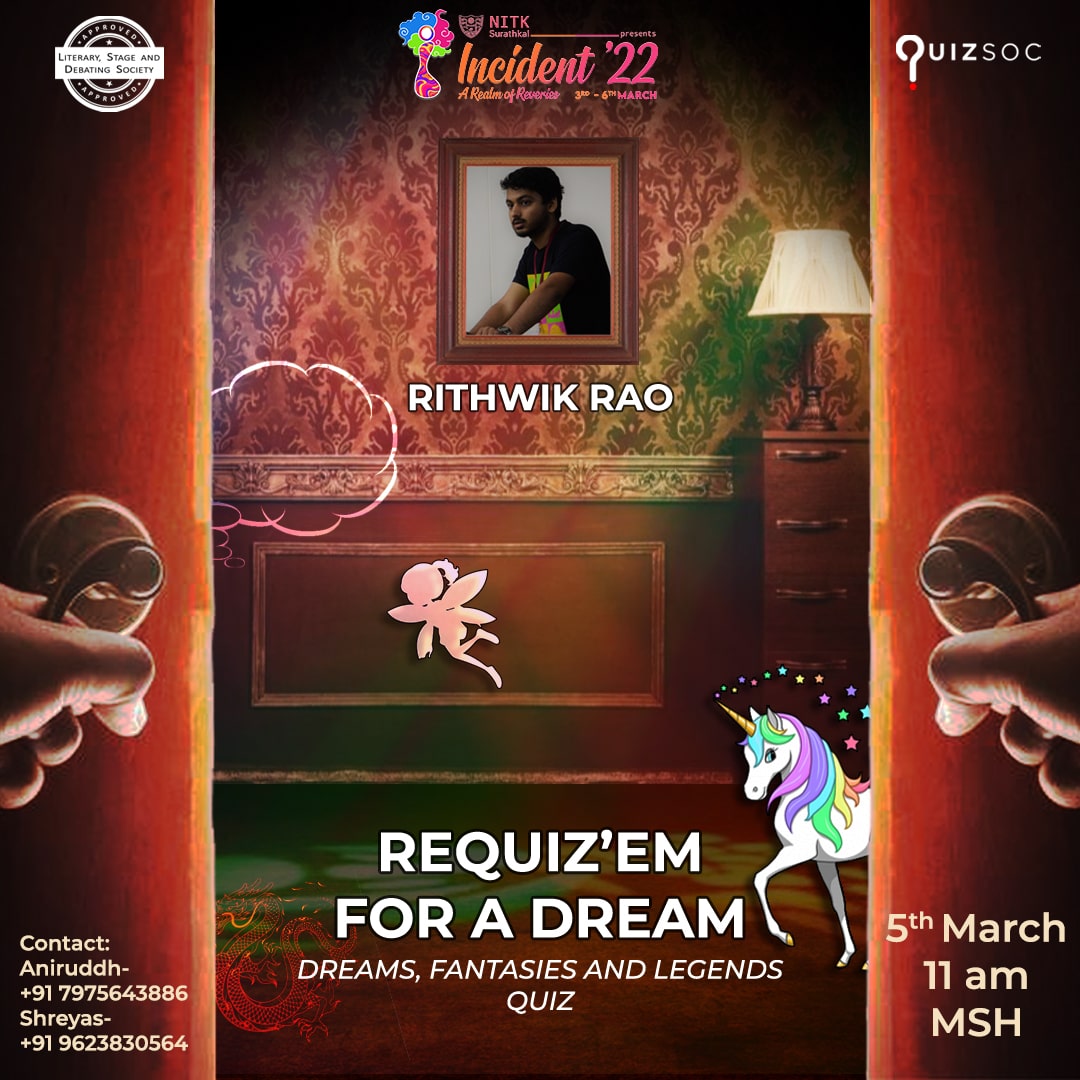 APPROVED
LITERARY, STAGE AND
DEBATING SOCIETY
APPROVED
NITK
Surathkal
presents
Incident '22
A Realm of Reveries
3RD - 6TH MARCH
QUIZSOC
RITHWIK RAO
REQUIZ'EM
FOR A DREAM
DREAMS, FANTASIES AND LEGENDS
QUIZ
Contact:
Aniruddh-
+91 7975643886
Shreyas-
+91 9623830564
5th March
11 am
MSH